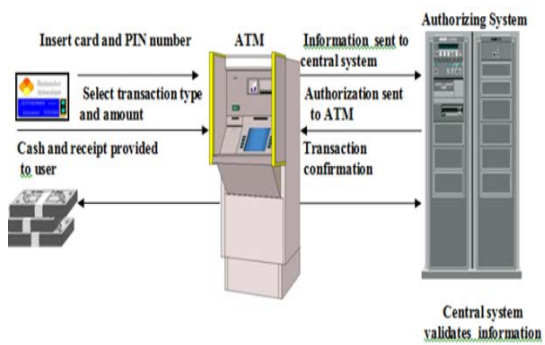 Authorizing System
Insert card and PIN number
ATM
Information sent to
central system
Select transaction type
and amount
Authorization sent
to ATM
Cash and receipt provided
to user
Transaction
confirmation
Central system
validates information